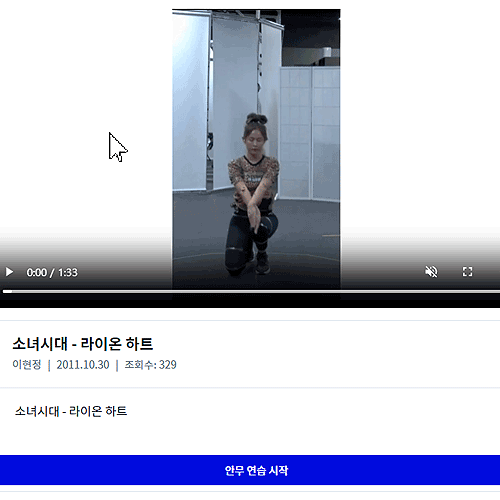 0:00 / 1:33
소녀시대 - 라이온 하트
이현정 | 2011.10.30 | 조회수: 329
소녀시대 - 라이온 하트
안무 연습 시작